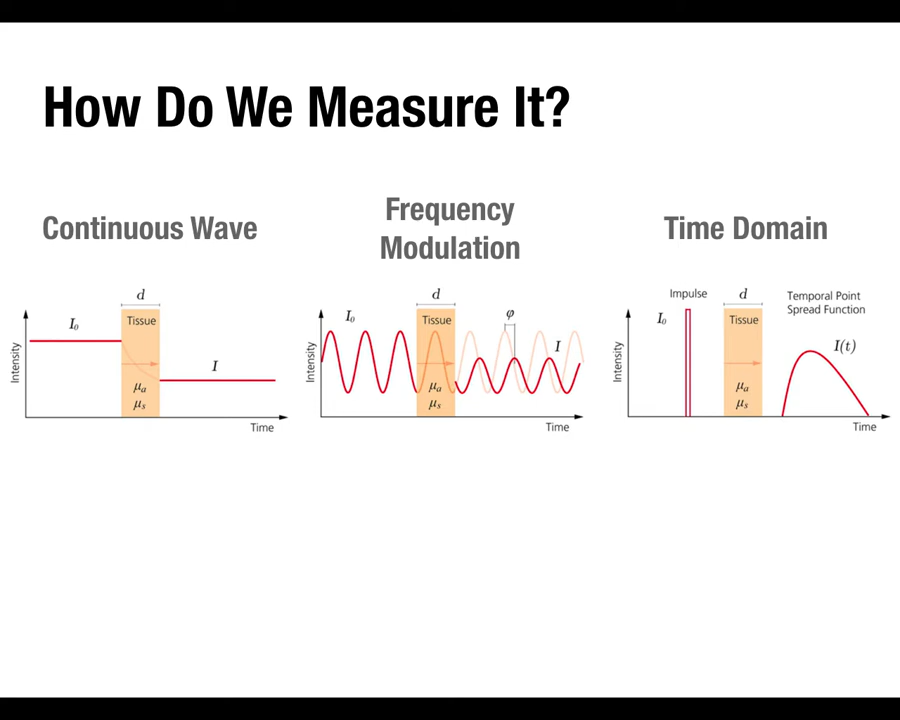 How Do We Measure It?
Continuous Wave
d
I₀
Tissue
I
μₐ
μₛ
Intensity
Time
Frequency
Modulation
d
φ
I₀
Tissue
I
μₐ
μₛ
Intensity
Time
Time Domain
Impulse
d
Temporal Point
Spread Function
I₀
Tissue
I(t)
μₐ
μₛ
Intensity
Time